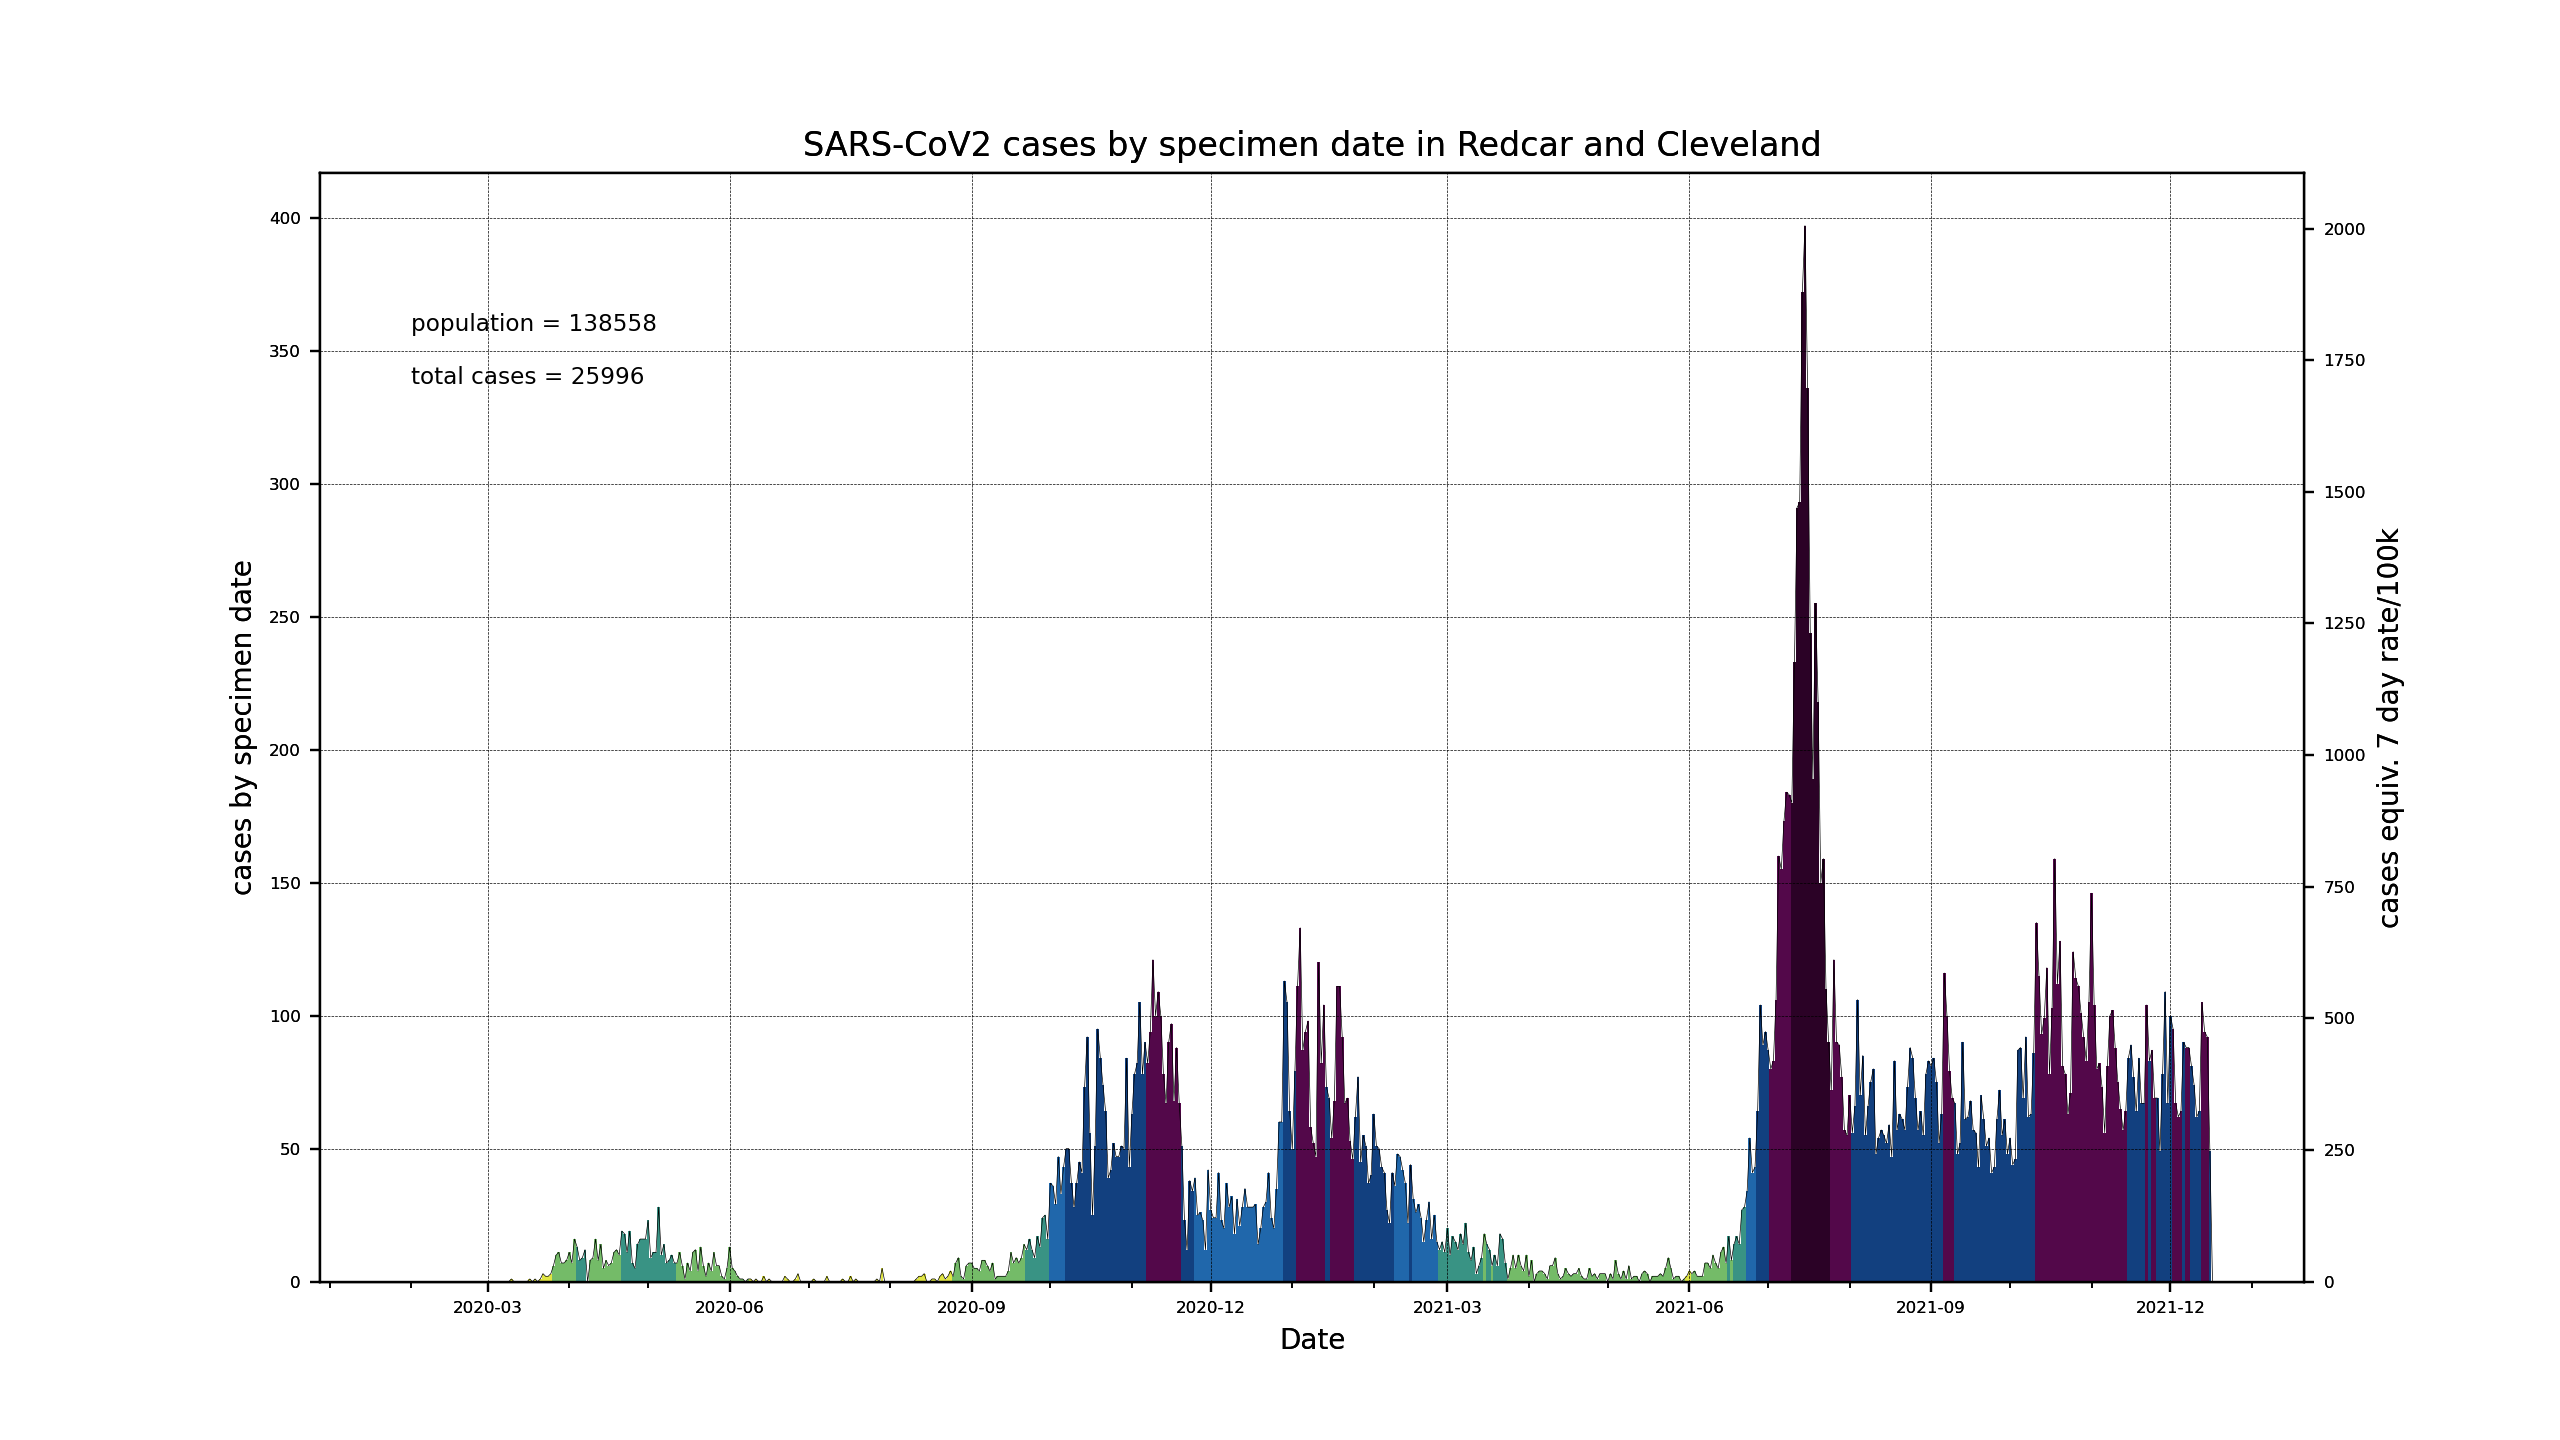 SARS-CoV2 cases by specimen date in Redcar and Cleveland
population = 138558
total cases = 25996
cases by specimen date
400
350
300
250
200
150
100
50
0
2000
1750
1500
1250
1000
750
500
250
0
cases equiv. 7 day rate/100k
2020-03 2020-06 2020-09 2020-12 2021-03 2021-06 2021-09 2021-12
Date